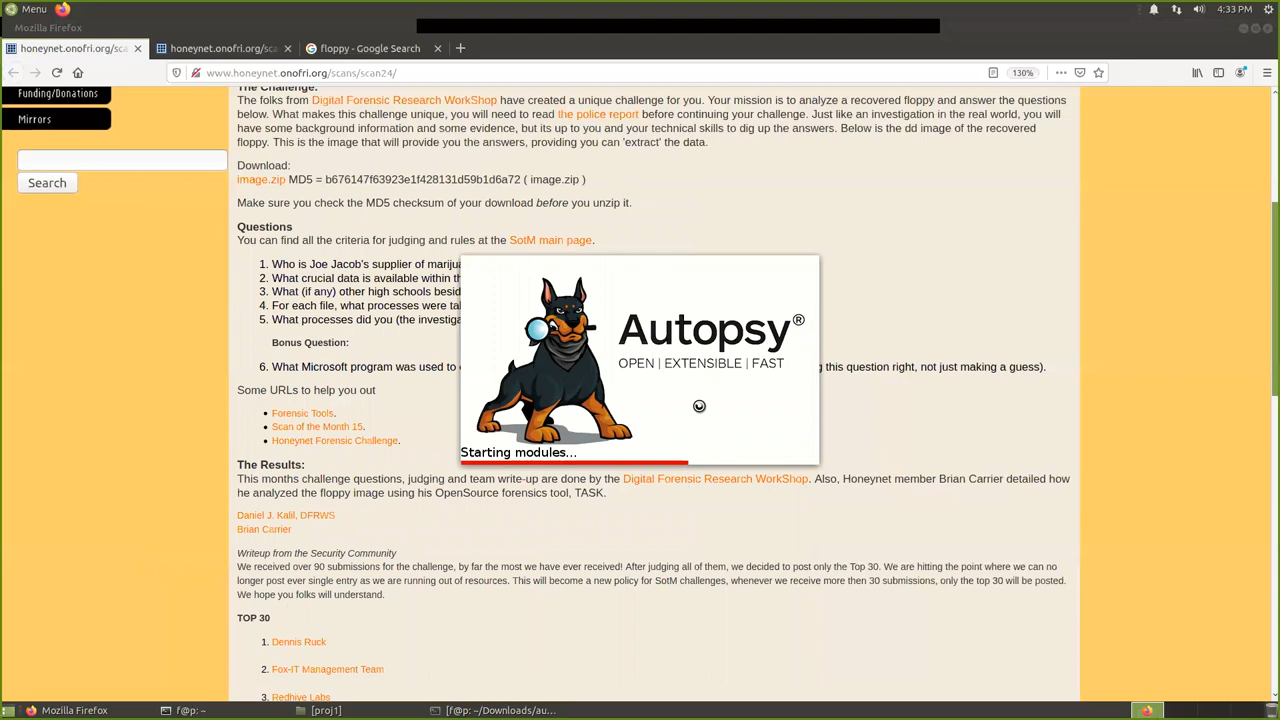 Menu
4:33 PM
Mozilla Firefox
honeynet.onofri.org/sca
honeynet.onofri.org/sca
floppy - Google Search
www.honeynet.onofri.org/scans/scan24/
130%
Funding/Donations
Mirrors
Search
The Challenge:
The folks from Digital Forensic Research WorkShop have created a unique challenge for you. Your mission is to analyze a recovered floppy and answer the questions
below. What makes this challenge unique, you will need to read the police report before continuing your challenge. Just like an investigation in the real world, you will
have some background information and some evidence, but its up to you and your technical skills to dig up the answers. Below is the dd image of the recovered
floppy. This is the image that will provide you the answers, providing you can 'extract' the data.
Download:
image.zip MD5 = b676147f63923e1f428131d59b1d6a72 ( image.zip )
Make sure you check the MD5 checksum of your download before you unzip it.
Questions
You can find all the criteria for judging and rules at the SotM main page.
1. Who is Joe Jacob's supplier of mariju
2. What crucial data is available within th
3. What (if any) other high schools besid
4. For each file, what processes were tak
5. What processes did you (the investiga
Bonus Question:
6. What Microsoft program was used to
this question right, not just making a guess).
Autopsy®
OPEN | EXTENSIBLE | FAST
Starting modules...
Some URLs to help you out
Forensic Tools.
Scan of the Month 15.
Honeynet Forensic Challenge.
The Results:
This months challenge questions, judging and team write-up are done by the Digital Forensic Research WorkShop. Also, Honeynet member Brian Carrier detailed how
he analyzed the floppy image using his OpenSource forensics tool, TASK.
Daniel J. Kalil, DFRWS
Brian Carrier
Writeup from the Security Community
We received over 90 submissions for the challenge, by far the most we have ever received! After judging all of them, we decided to post only the Top 30. We are hitting the point where we can no
longer post ever single entry as we are running out of resources. This will become a new policy for SotM challenges, whenever we receive more then 30 submissions, only the top 30 will be posted.
We hope you folks will understand.
TOP 30
1. Dennis Ruck
2. Fox-IT Management Team
3. Redhive Labs
Mozilla Firefox
f@p: ~
[proj1]
[f@p: ~/Downloads/au...